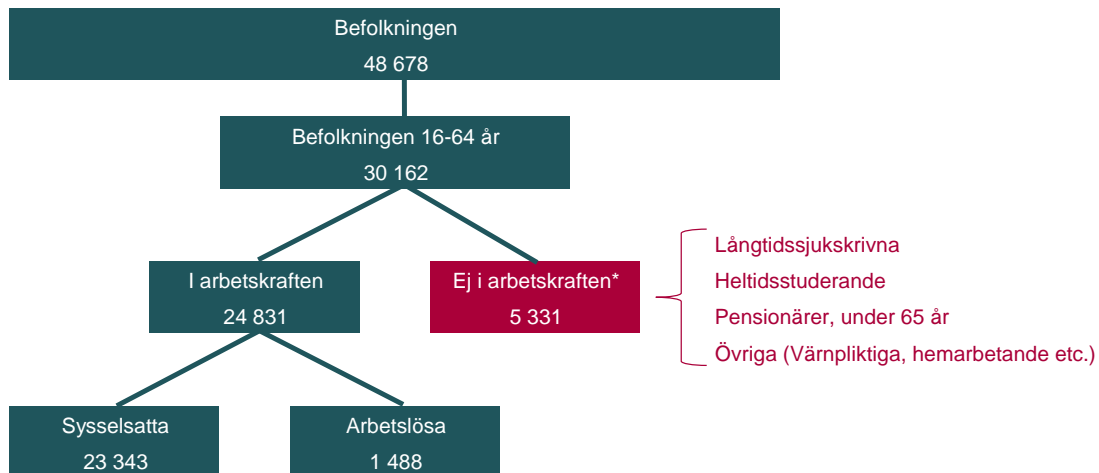 Befolkningen
48 678
Befolkningen 16-64 år
30 162
I arbetskraften
24 831
Ej i arbetskraften*
5 331
Långtidssjukskrivna
Heltidsstuderande
Pensionärer, under 65 år
Övriga (Värnpliktiga, hemarbetande etc.)
Sysselsatta
23 343
Arbetslösa
1 488